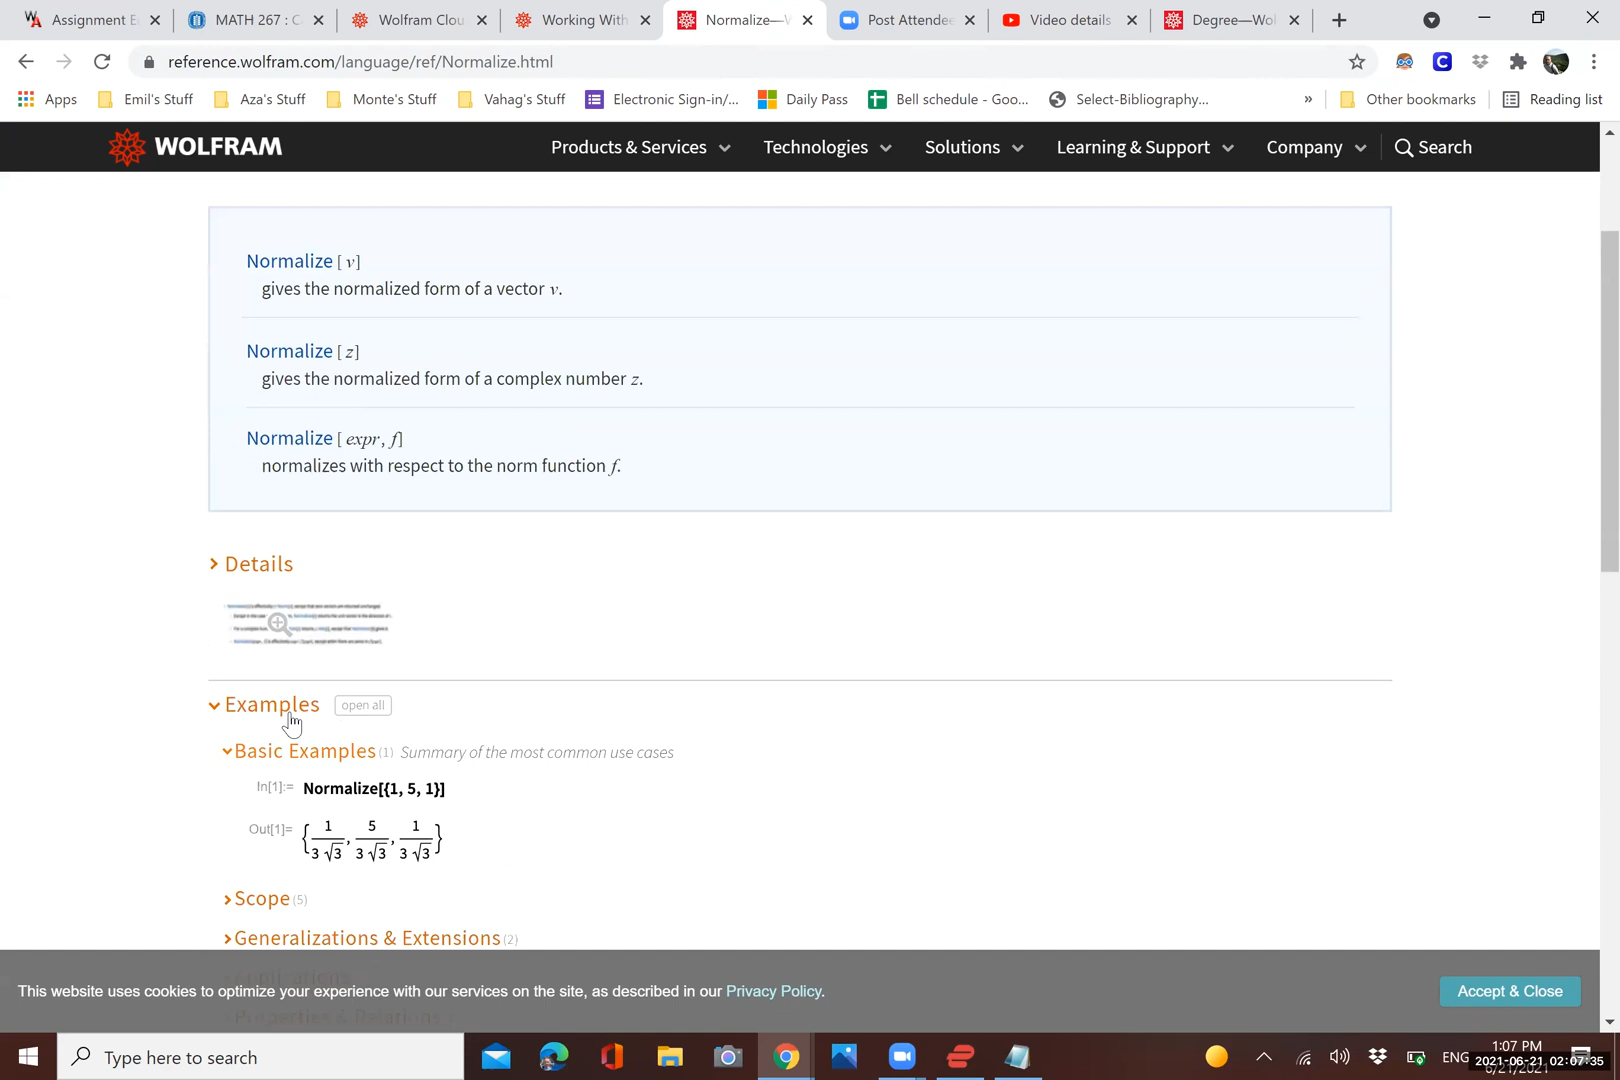 Assignment E
MATH 267 : C
Wolfram Clou
Working With
Normalize—W
Post Attende
Video details
Degree—Wol
reference.wolfram.com/language/ref/Normalize.html
Apps
Emil's Stuff
Aza's Stuff
Monte's Stuff
Vahag's Stuff
Electronic Sign-in/...
Daily Pass
Bell schedule - Goo...
Select-Bibliography...
»
Other bookmarks
Reading list
WOLFRAM
Products & Services
Technologies
Solutions
Learning & Support
Company
Search
Normalize [ v]
gives the normalized form of a vector v.
Normalize [ z]
gives the normalized form of a complex number z.
Normalize [ expr, f]
normalizes with respect to the norm function f.
Details
Examples
open all
Basic Examples (1) Summary of the most common use cases
In[1]:= Normalize[{1, 5, 1}]
Out[1]= {1/(3 √3), 5/(3 √3), 1/(3 √3)}
Scope (5)
Generalizations & Extensions (2)
Applications
This website uses cookies to optimize your experience with our services on the site, as described in our Privacy Policy.
Accept & Close
Properties & Relations
Type here to search
ENG
1:07 PM
2021-06-21 02:07:35
6/21/2021